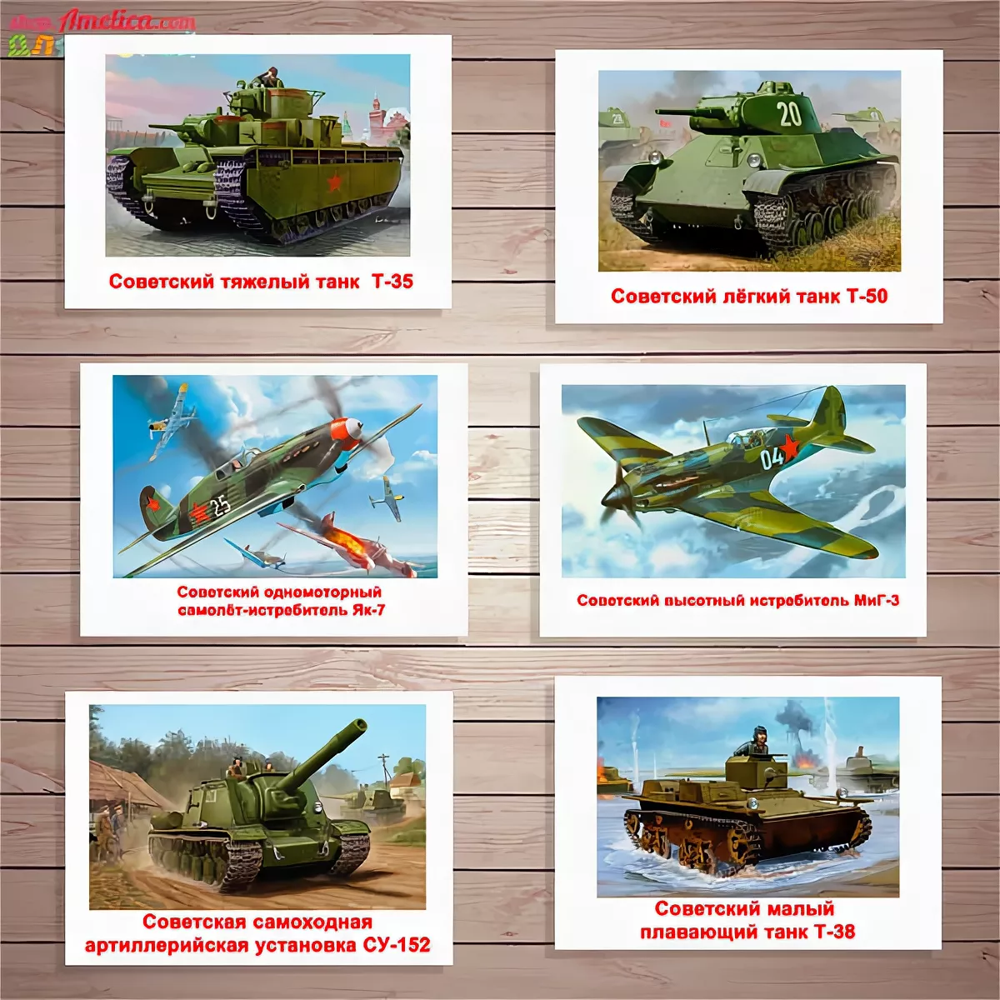 Amelica.com
Советский тяжелый танк Т-35
20
Советский лёгкий танк Т-50
25
Советский одномоторный
самолёт-истребитель Як-7
04
Советский высотный истребитель МиГ-3
Советская самоходная
артиллерийская установка СУ-152
Советский малый
плавающий танк Т-38